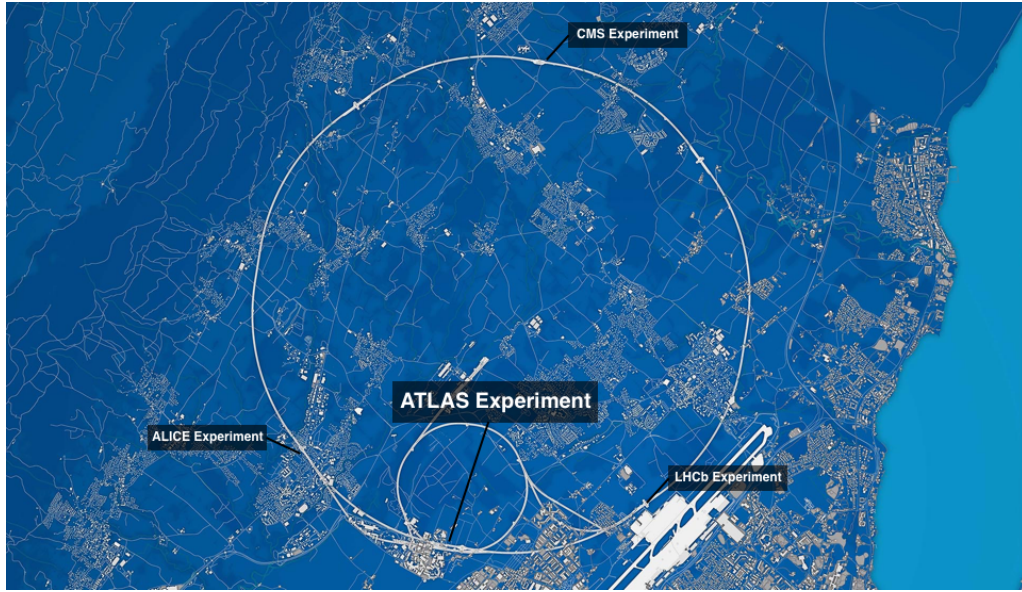 CMS Experiment
ATLAS Experiment
ALICE Experiment
LHCb Experiment